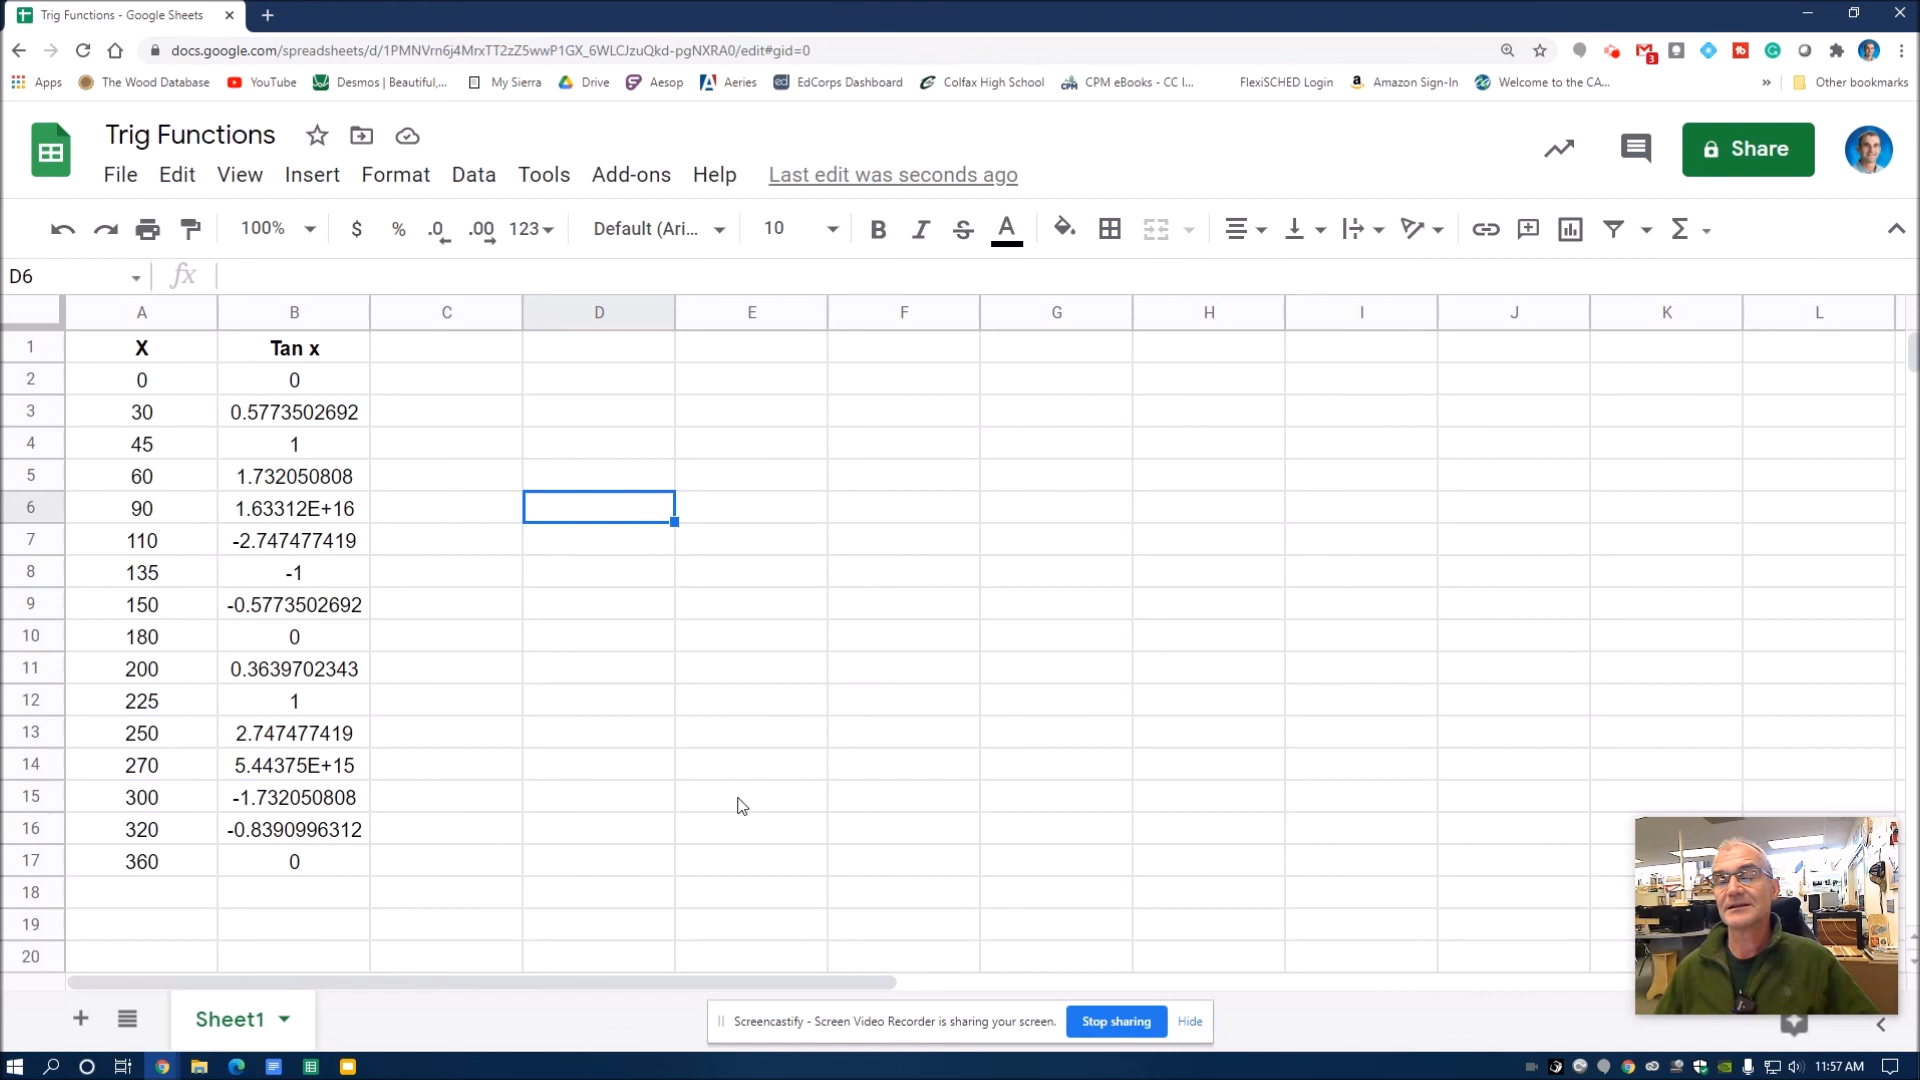 Trig Functions - Google Sheets
docs.google.com/spreadsheets/d/1PMNVrn6j4MrxTT2zZ5wwP1GX_6WLCJzuQkd-pgNXRA0/edit#gid=0
3
Apps The Wood Database YouTube Desmos | Beautiful,... My Sierra Drive Aesop Aeries EdCorps Dashboard Colfax High School CPM eBooks - CC I... FlexiSCHED Login Amazon Sign-In Welcome to the CA... » Other bookmarks
Trig Functions
Share
File Edit View Insert Format Data Tools Add-ons Help Last edit was seconds ago
100% $ % .0 .00 123 Default (Ari... 10 B I S A Σ
D6 fx
A B C D E F G H I J K L
1 X Tan x
2 0 0
3 30 0.5773502692
4 45 1
5 60 1.732050808
6 90 1.63312E+16
7 110 -2.747477419
8 135 -1
9 150 -0.5773502692
10 180 0
11 200 0.3639702343
12 225 1
13 250 2.747477419
14 270 5.44375E+15
15 300 -1.732050808
16 320 -0.8390996312
17 360 0
18
19
20
Sheet1
Screencastify - Screen Video Recorder is sharing your screen. Stop sharing Hide
11:57 AM